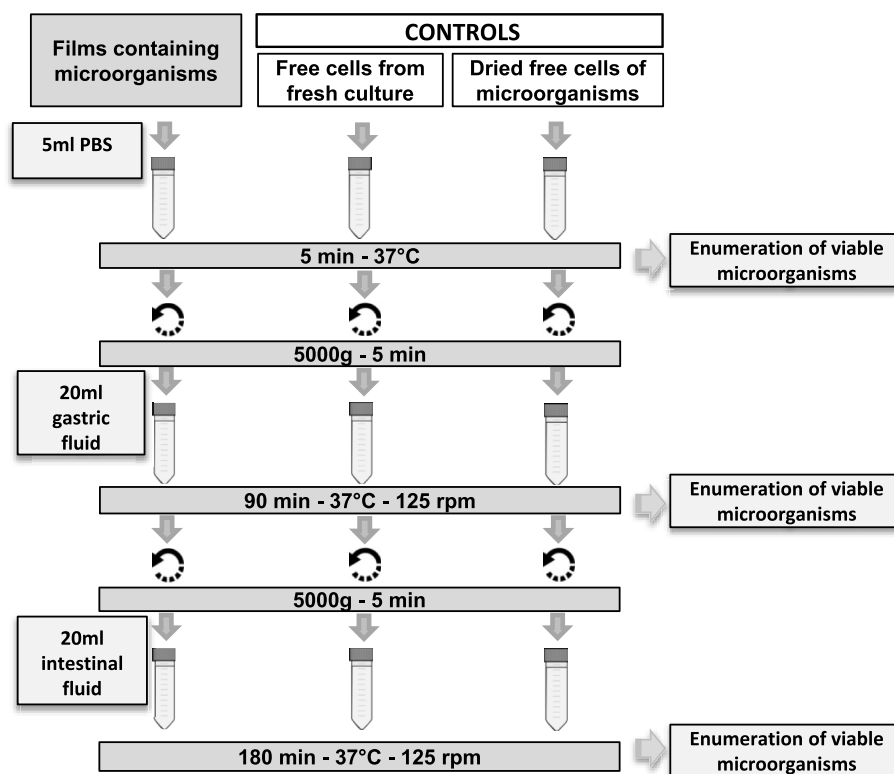 Films containing
microorganisms
CONTROLS
Free cells from
fresh culture
Dried free cells of
microorganisms
5ml PBS
5 min - 37°C
Enumeration of viable
microorganisms
5000g - 5 min
20ml
gastric
fluid
90 min - 37°C - 125 rpm
Enumeration of viable
microorganisms
5000g - 5 min
20ml
intestinal
fluid
180 min - 37°C - 125 rpm
Enumeration of viable
microorganisms